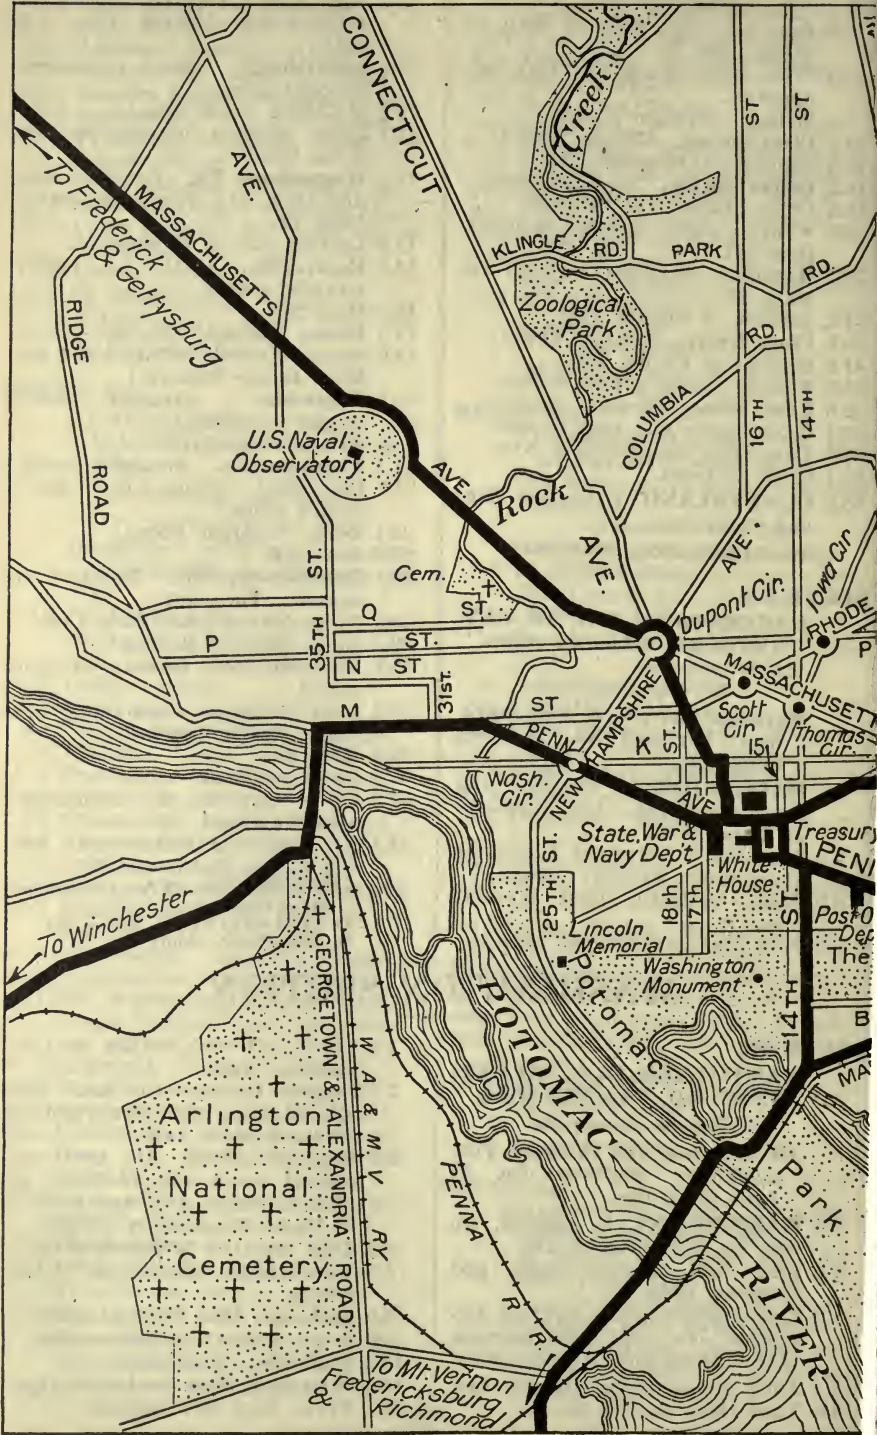 CONNECTICUT
AVE.
Creek
ST
ST
To Frederick
& Gettysburg
MASSACHUSETTS
KLINGLE RD. PARK RD.
Zoological
Park
RIDGE
ROAD
RD.
COLUMBIA
16TH
14TH
U.S. Naval
Observatory
AVE.
Rock
AVE.
AVE.
Cem.
ST.
35TH
Q ST.
P ST.
N ST
31ST.
M ST
Dupont Cir.
Iowa Cir
RHODE
P
MASSACHUSETT
Scott
Cir
Thomas
Cir.
15
NEW HAMPSHIRE
K
ST.
PENN
AVE
Wash.
Cir.
State, War &
Navy Dept
White
House
Treasury
PENN
Post O
Dep
The
25TH ST.
18th
17th
ST.
14TH
Lincoln
Memorial
Washington
Monument
B
MA
To Winchester
POTOMAC
RIVER
Potomac
Park
GEORGETOWN & ALEXANDRIA ROAD
WA & M.V RY
PENNA R R.
Arlington
National
Cemetery
To Mt. Vernon
Fredericksburg
& Richmond